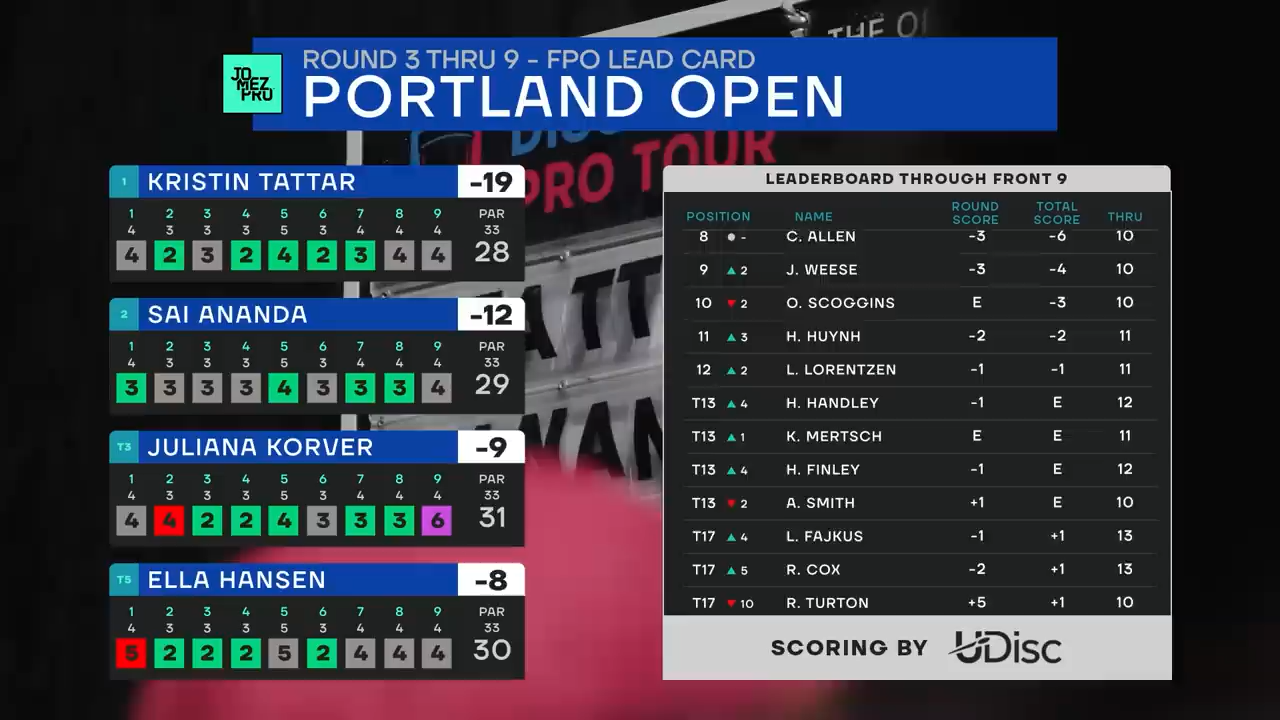 THE O
JOMEZ PRO
ROUND 3 THRU 9 - FPO LEAD CARD
PORTLAND OPEN
PRO TOUR
1 KRISTIN TATTAR -19
1 2 3 4 5 6 7 8 9 PAR
4 3 3 3 5 3 4 4 4 33
4 2 3 2 4 2 3 4 4 28
2 SAI ANANDA -12
1 2 3 4 5 6 7 8 9 PAR
4 3 3 3 5 3 4 4 4 33
3 3 3 3 4 3 3 3 4 29
T3 JULIANA KORVER -9
1 2 3 4 5 6 7 8 9 PAR
4 3 3 3 5 3 4 4 4 33
4 4 2 2 4 3 3 3 6 31
T5 ELLA HANSEN -8
1 2 3 4 5 6 7 8 9 PAR
4 3 3 3 5 3 4 4 4 33
5 2 2 2 5 2 4 4 4 30
LEADERBOARD THROUGH FRONT 9
POSITION NAME ROUND SCORE TOTAL SCORE THRU
8 - C. ALLEN -3 -6 10
9 2 J. WEESE -3 -4 10
10 2 O. SCOGGINS E -3 10
11 3 H. HUYNH -2 -2 11
12 2 L. LORENTZEN -1 -1 11
T13 4 H. HANDLEY -1 E 12
T13 1 K. MERTSCH E E 11
T13 4 H. FINLEY -1 E 12
T13 2 A. SMITH +1 E 10
T17 4 L. FAJKUS -1 +1 13
T17 5 R. COX -2 +1 13
T17 10 R. TURTON +5 +1 10
SCORING BY UDisc